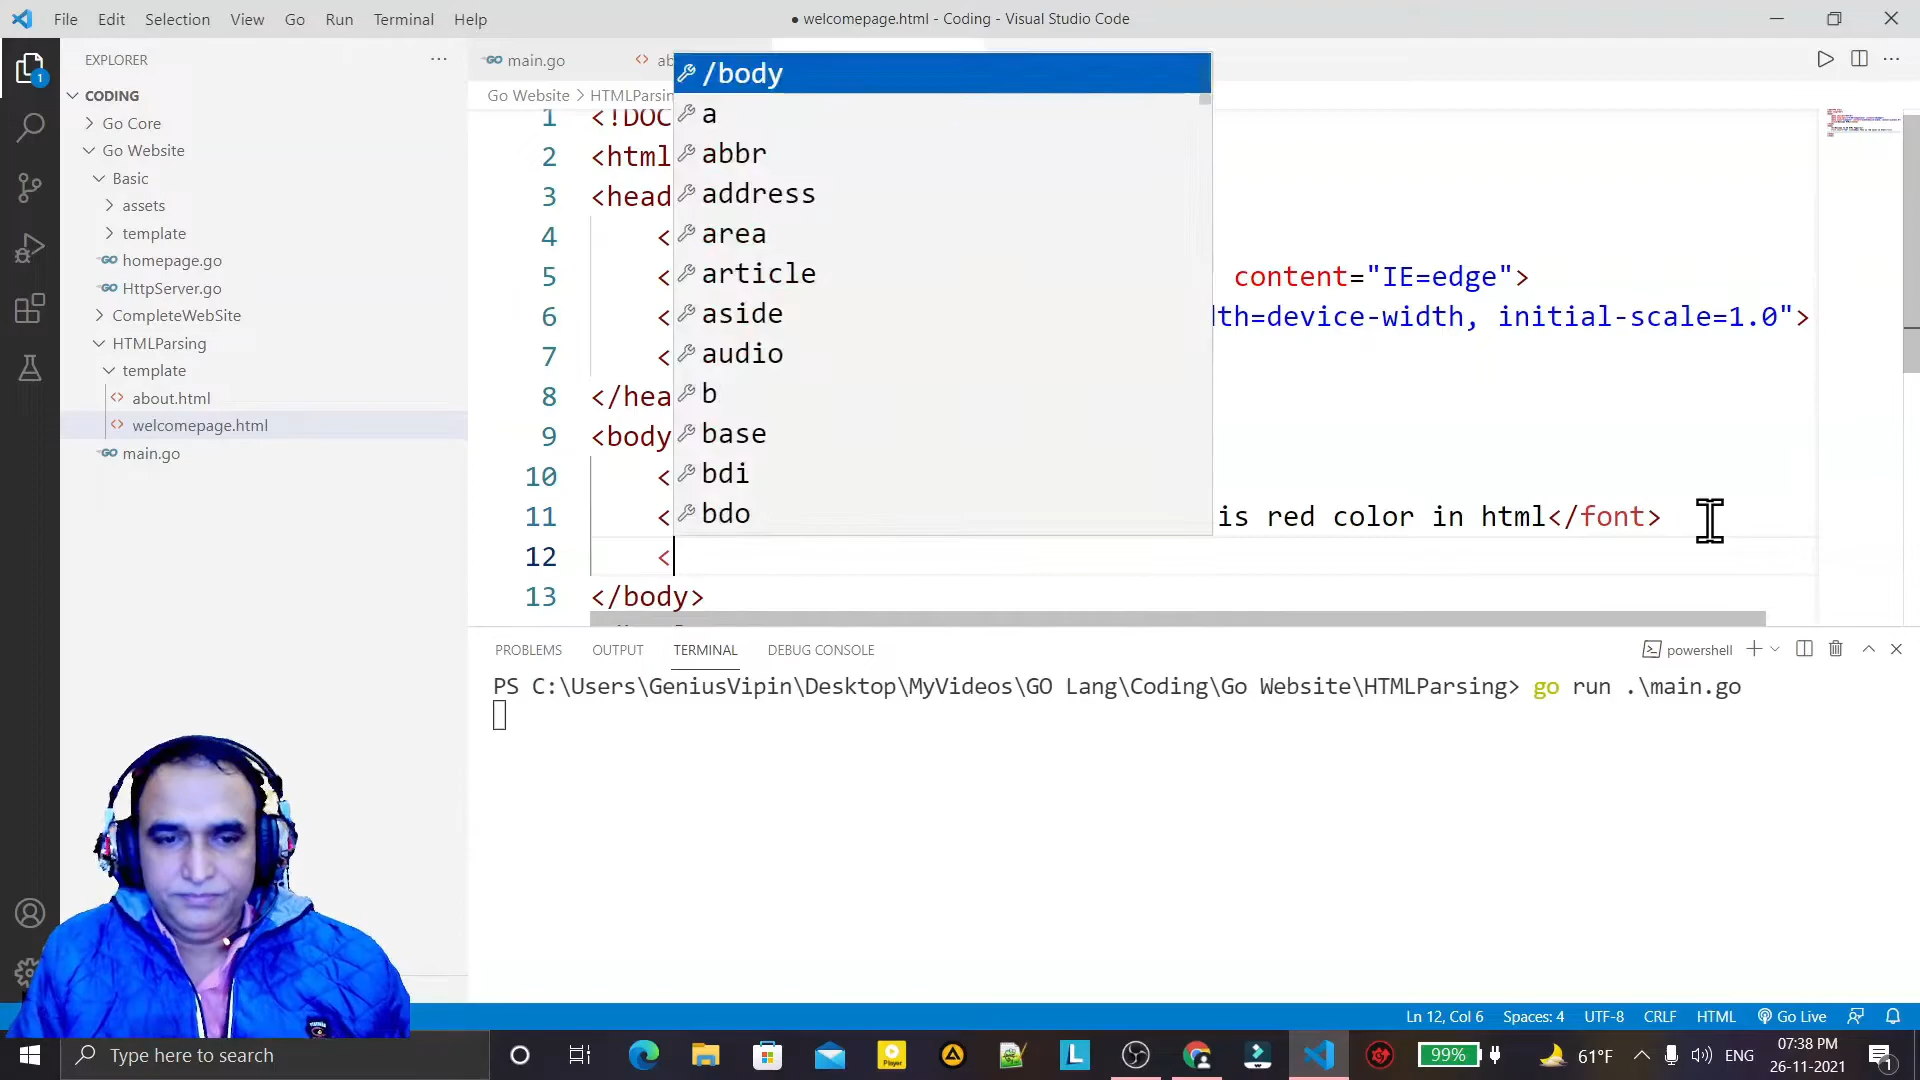 File Edit Selection View Go Run Terminal Help
● welcomepage.html - Coding - Visual Studio Code
EXPLORER
1
CODING
Go Core
Go Website
Basic
assets
template
homepage.go
HttpServer.go
CompleteWebSite
HTMLParsing
template
about.html
welcomepage.html
main.go
main.go ab
Go Website > HTMLParsin
/body
a
abbr
address
area
article
aside
audio
b
base
bdi
bdo
1 <!DOC
2 <html
3 <head
4 <
5 < content="IE=edge">
6 < th=device-width, initial-scale=1.0">
7 <
8 </hea
9 <body
10 <
11 < is red color in html</font>
12 <
13 </body>
PROBLEMS OUTPUT TERMINAL DEBUG CONSOLE
powershell
PS C:\Users\GeniusVipin\Desktop\MyVideos\GO Lang\Coding\Go Website\HTMLParsing> go run .\main.go
Ln 12, Col 6 Spaces: 4 UTF-8 CRLF HTML Go Live
Type here to search
Player
L
99%
61°F
ENG
07:38 PM
26-11-2021
1